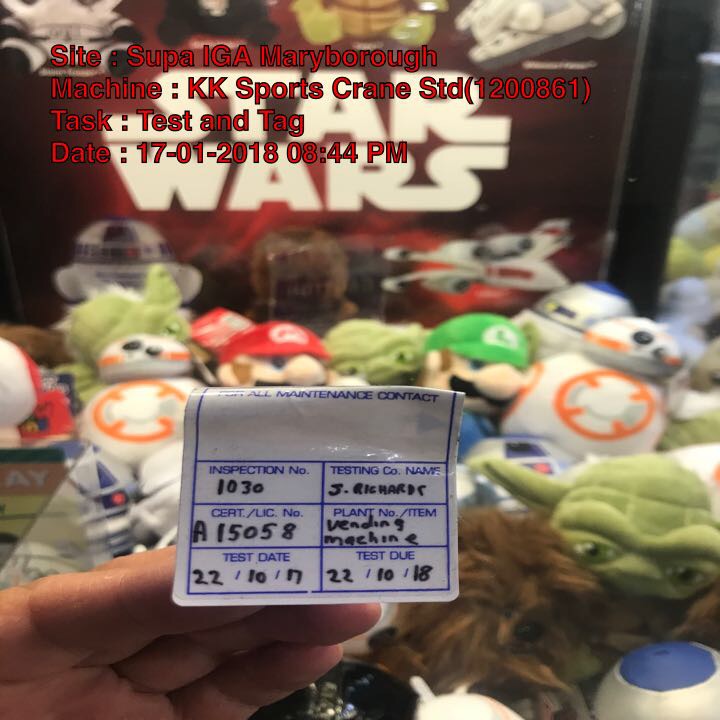 Site : Supa IGA Maryborough
Machine : KK Sports Crane Std(1200861)
Task : Test and Tag
Date : 17-01-2018 08:44 PM
STAR
WARS
FOR ALL MAINTENANCE CONTACT
INSPECTION No. TESTING Co. NAME
1030 J. RICHARDS
CERT./LIC. No. PLANT No./ITEM
A15058 vending machine
TEST DATE TEST DUE
22 / 10 / 17 22 / 10 / 18